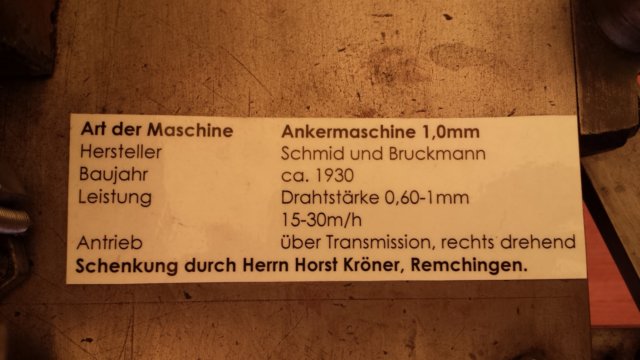 Art der Maschine Ankermaschine 1,0mm
Hersteller Schmid und Bruckmann
Baujahr ca. 1930
Leistung Drahtstärke 0,60-1mm
15-30m/h
Antrieb über Transmission, rechts drehend
Schenkung durch Herrn Horst Kröner, Remchingen.